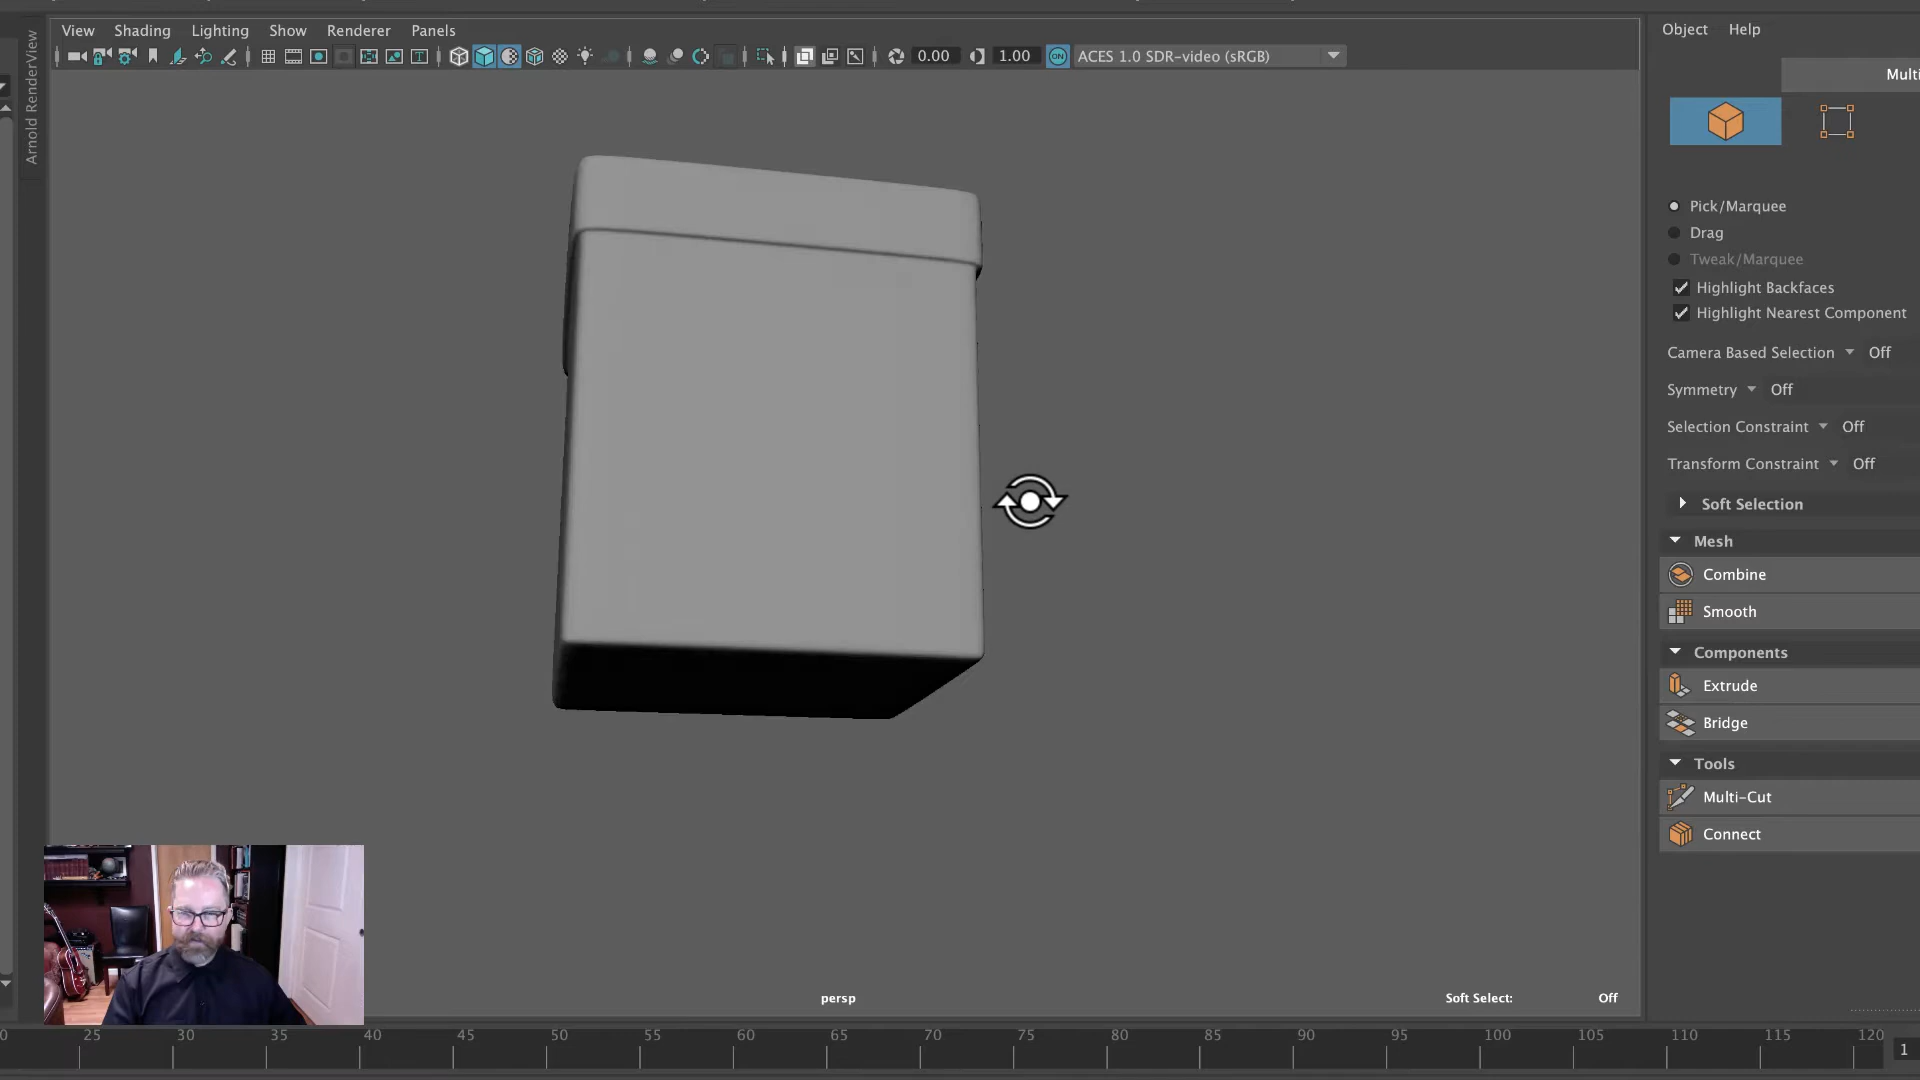 View Shading Lighting Show Renderer Panels
0.00 1.00 ON ACES 1.0 SDR-video (sRGB)
Arnold RenderView
Object Help
Multi
Pick/Marquee
Drag
Tweak/Marquee
Highlight Backfaces
Highlight Nearest Component
Camera Based Selection Off
Symmetry Off
Selection Constraint Off
Transform Constraint Off
Soft Selection
Mesh
Combine
Smooth
Components
Extrude
Bridge
Tools
Multi-Cut
Connect
persp
Soft Select: Off
0 25 30 35 40 45 50 55 60 65 70 75 80 85 90 95 100 105 110 115 120
1